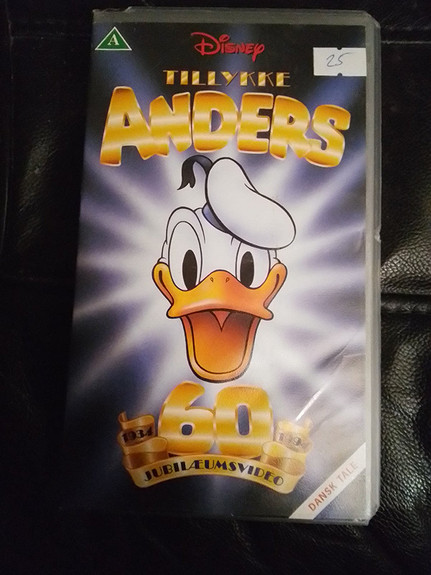 A
Disney
25
TILLYKKE
ANDERS
60
1934
1994
JUBILÆUMSVIDEO
DANSK TALE